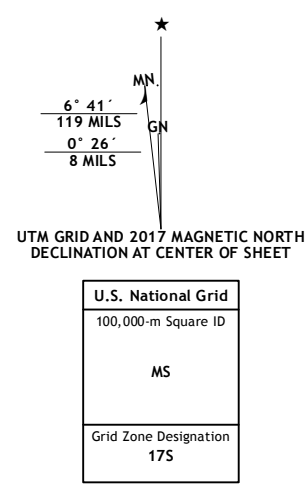 MN
6° 41´
119 MILS
GN
0° 26´
8 MILS
UTM GRID AND 2017 MAGNETIC NORTH
DECLINATION AT CENTER OF SHEET
U.S. National Grid
100,000-m Square ID
MS
Grid Zone Designation
17S